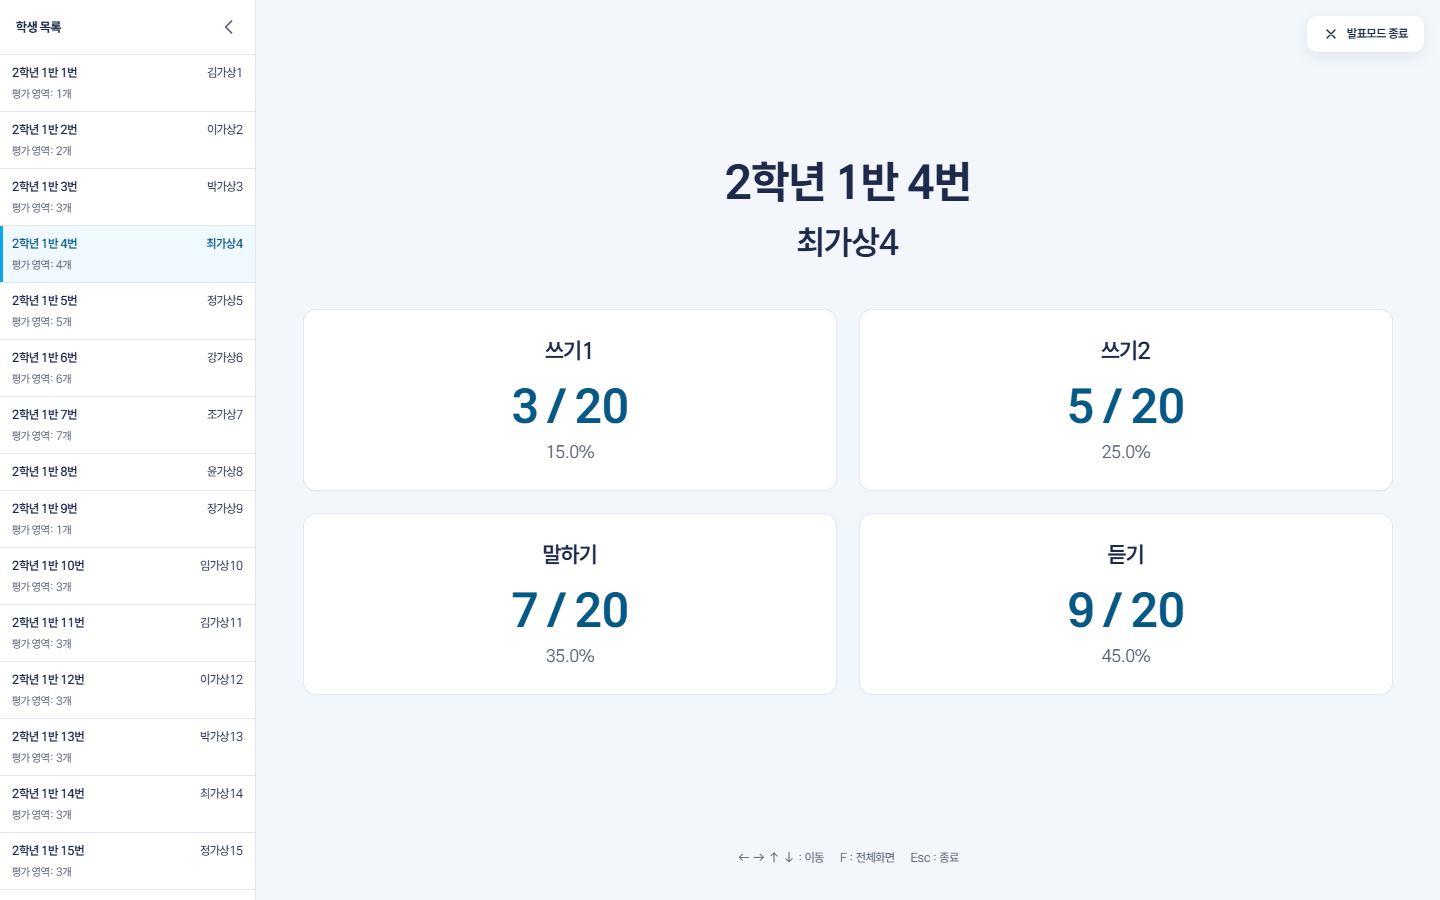 학생 목록
2학년 1반 1번 김가상1
평가 영역: 1개
2학년 1반 2번 이가상2
평가 영역: 2개
2학년 1반 3번 박가상3
평가 영역: 3개
2학년 1반 4번 최가상4
평가 영역: 4개
2학년 1반 5번 정가상5
평가 영역: 5개
2학년 1반 6번 강가상6
평가 영역: 6개
2학년 1반 7번 조가상7
평가 영역: 7개
2학년 1반 8번 윤가상8
2학년 1반 9번 장가상9
평가 영역: 1개
2학년 1반 10번 임가상10
평가 영역: 3개
2학년 1반 11번 김가상11
평가 영역: 3개
2학년 1반 12번 이가상12
평가 영역: 3개
2학년 1반 13번 박가상13
평가 영역: 3개
2학년 1반 14번 최가상14
평가 영역: 3개
2학년 1반 15번 정가상15
평가 영역: 3개
발표모드 종료
2학년 1반 4번
최가상4
쓰기1
3 / 20
15.0%
쓰기2
5 / 20
25.0%
말하기
7 / 20
35.0%
듣기
9 / 20
45.0%
← → ↑ ↓ : 이동 F : 전체화면 Esc : 종료